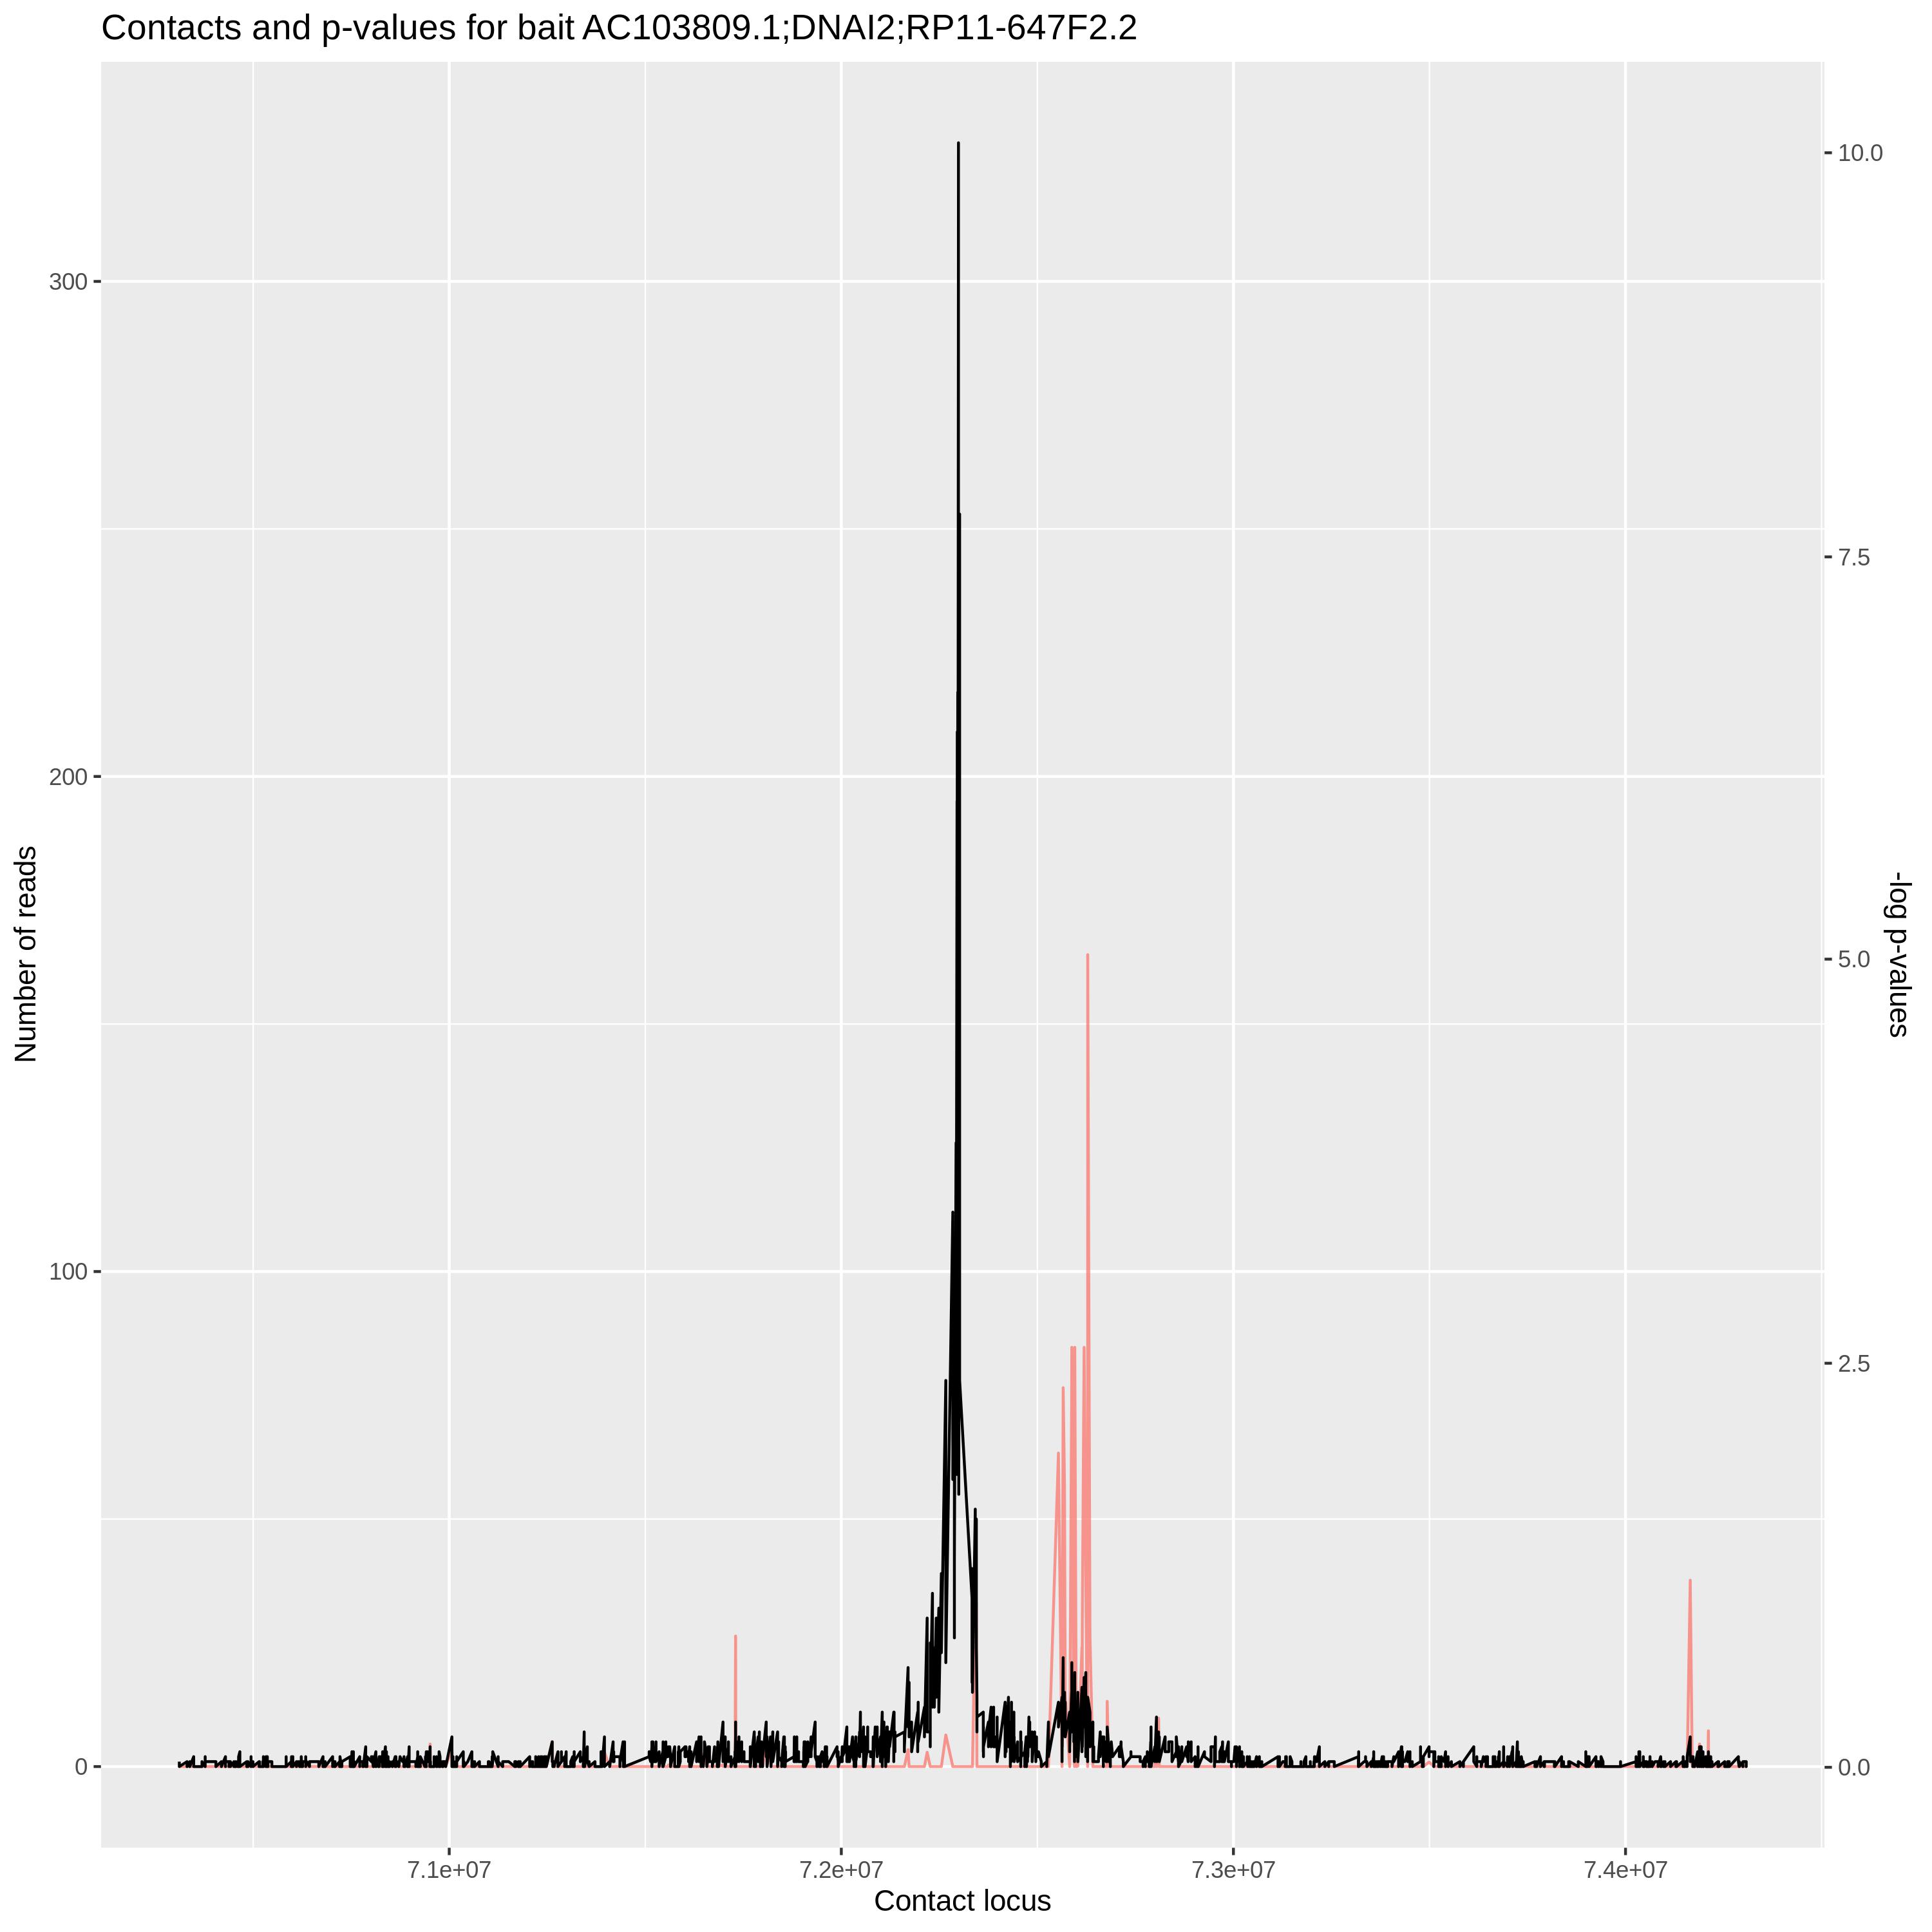 Contacts and p-values for bait AC103809.1;DNAI2;RP11-647F2.2
Number of reads
300
200
100
0
10.0
7.5
5.0
2.5
0.0
-log p-values
7.1e+07 7.2e+07 7.3e+07 7.4e+07
Contact locus